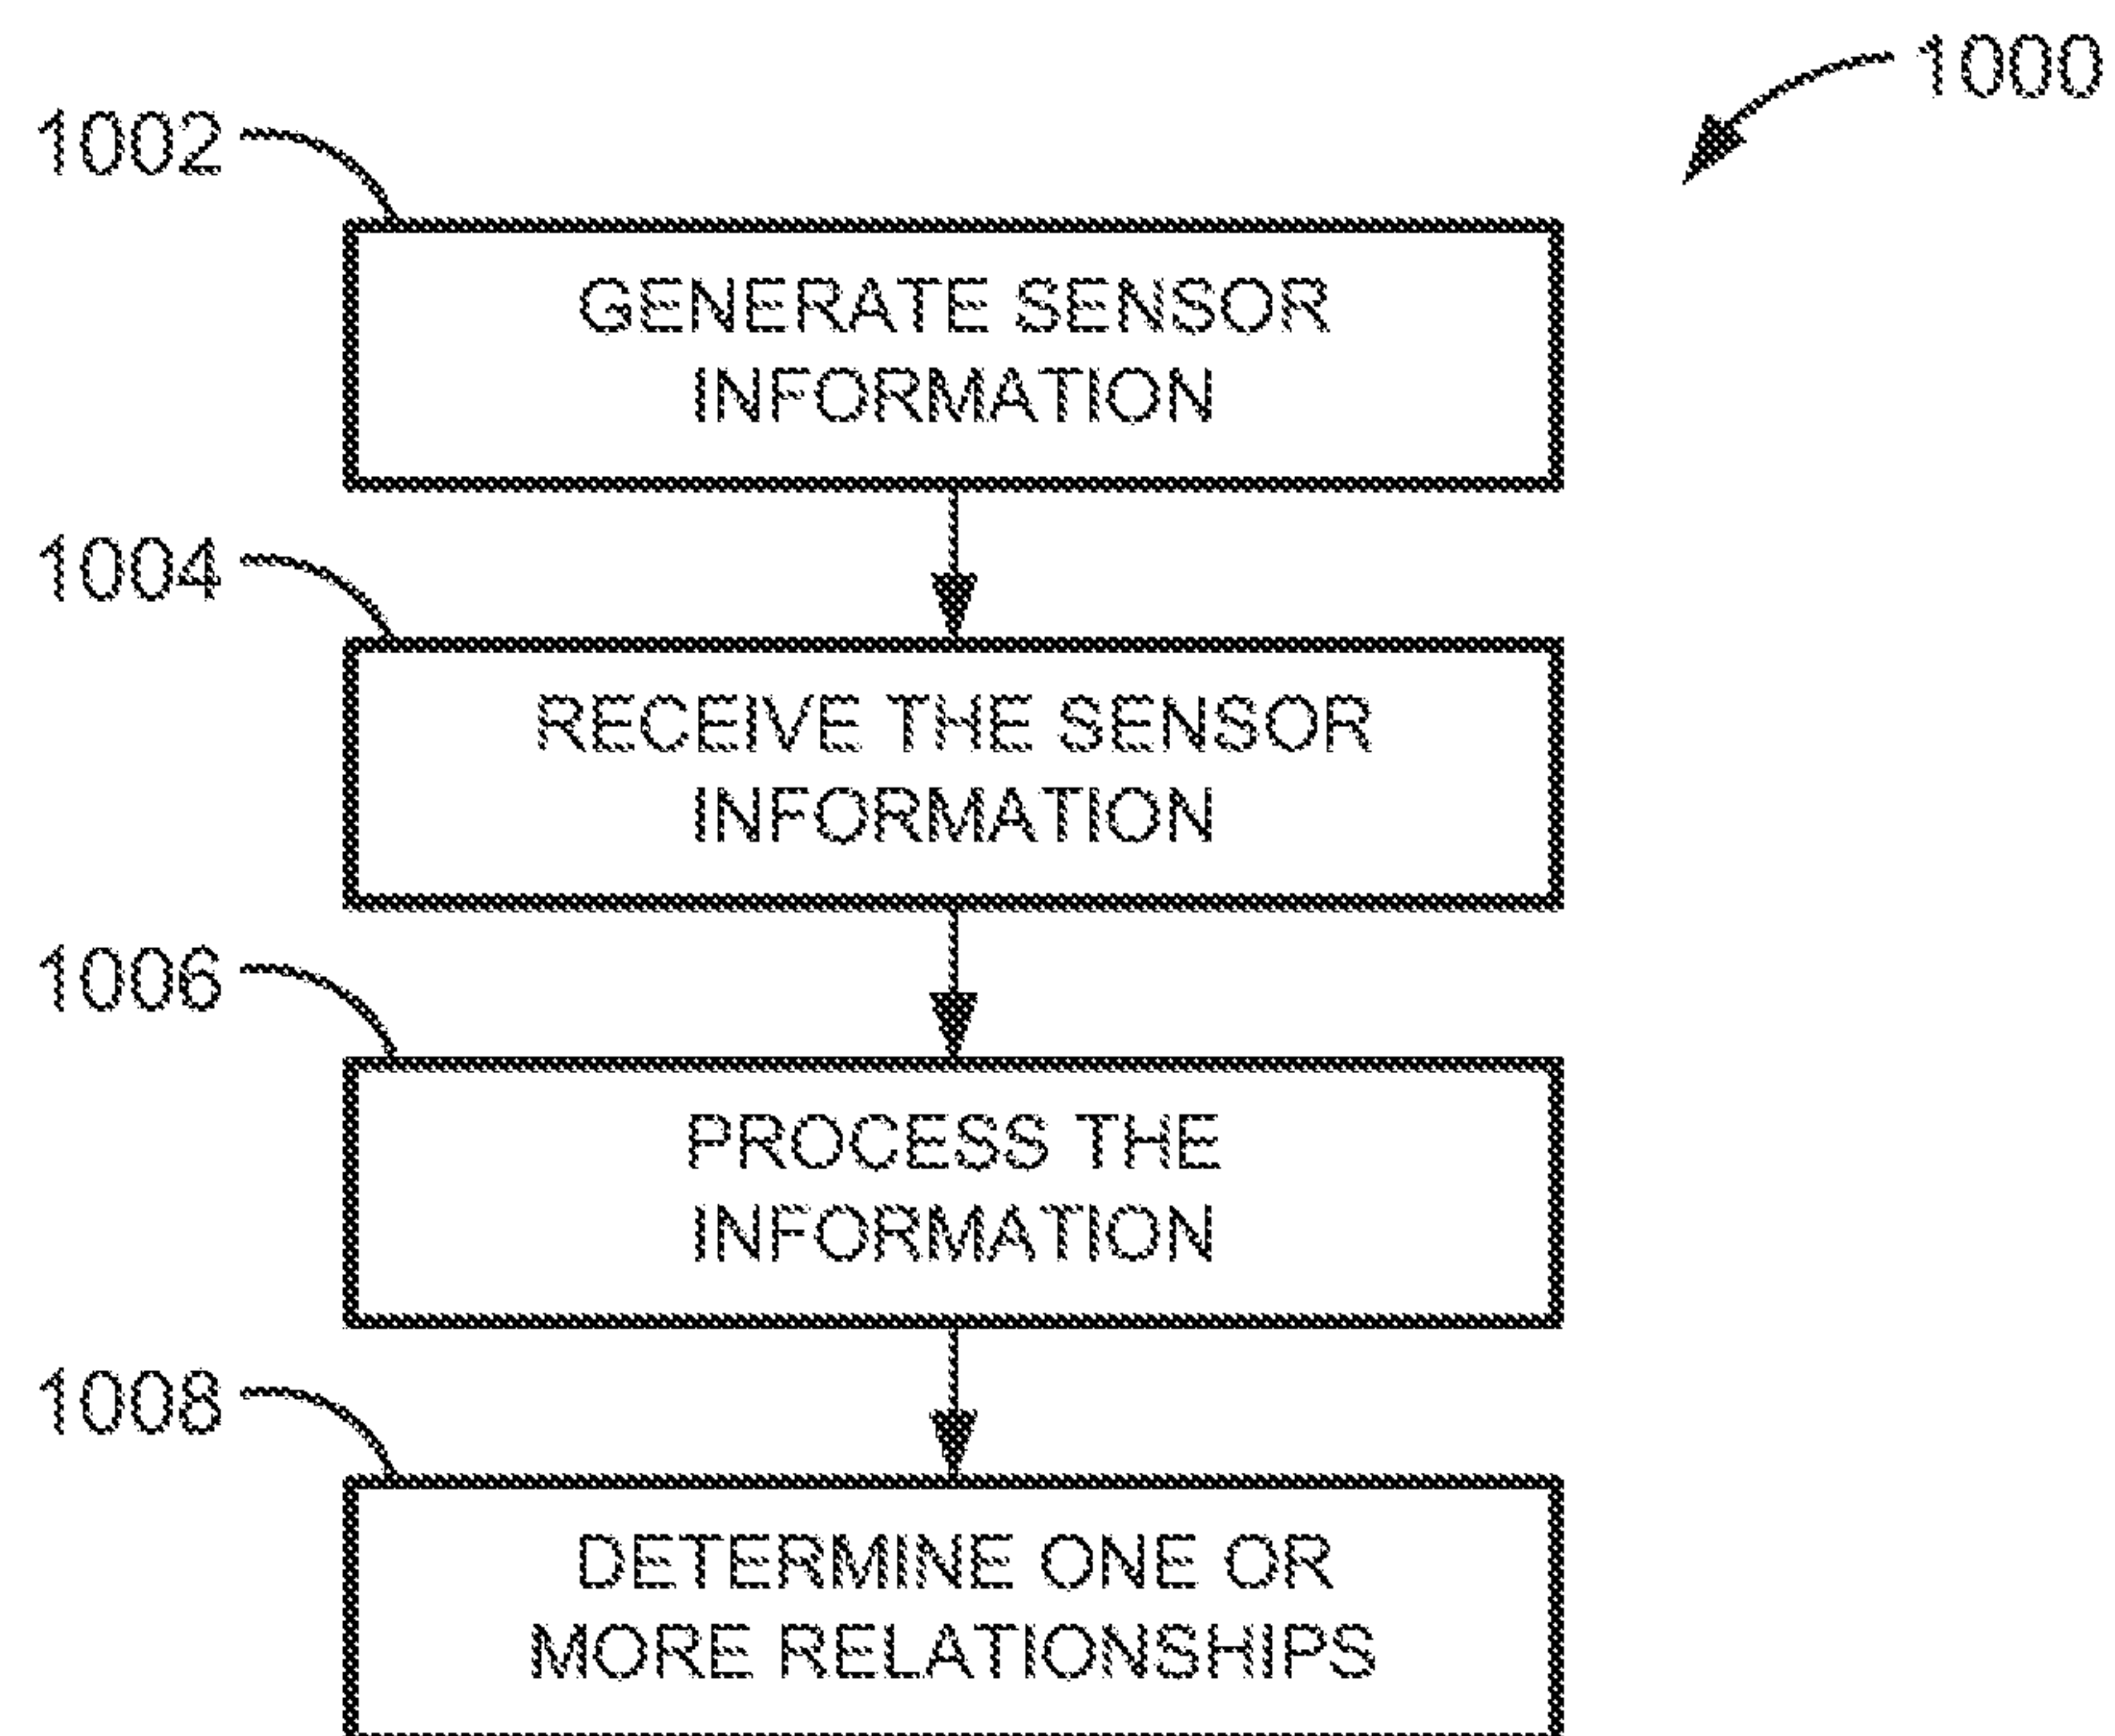 1000
1002
GENERATE SENSOR
INFORMATION
1004
RECEIVE THE SENSOR
INFORMATION
1006
PROCESS THE
INFORMATION
1008
DETERMINE ONE OR
MORE RELATIONSHIPS